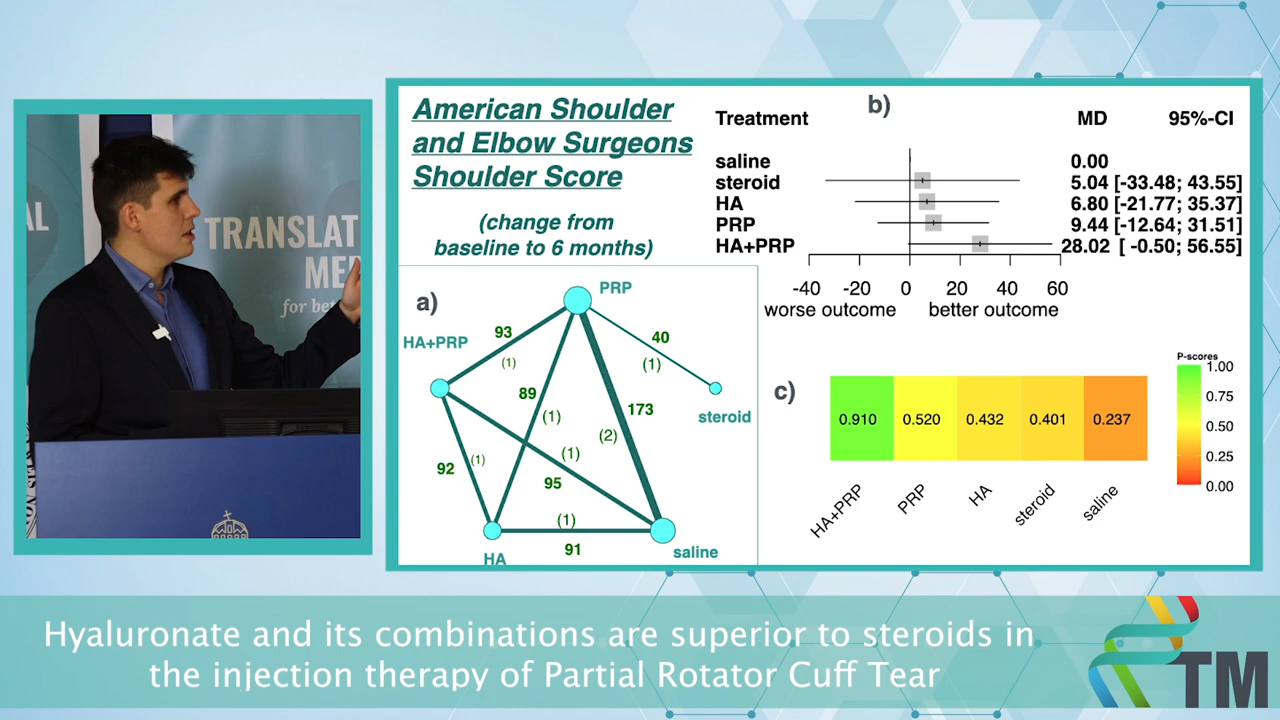 AL
TRANSLAT
ME
for bet
American Shoulder
and Elbow Surgeons
Shoulder Score
(change from
baseline to 6 months)
a)
PRP
HA+PRP
93
(1)
40
(1)
89
(1)
173
(2)
steroid
92
(1)
(1)
95
(1)
91
HA
saline
b)
Treatment MD 95%-CI
saline 0.00
steroid 5.04 [-33.48; 43.55]
HA 6.80 [-21.77; 35.37]
PRP 9.44 [-12.64; 31.51]
HA+PRP 28.02 [ -0.50; 56.55]
-40 -20 0 20 40 60
worse outcome better outcome
c)
0.910 0.520 0.432 0.401 0.237
HA+PRP PRP HA steroid saline
P-scores
1.00
0.75
0.50
0.25
0.00
Hyaluronate and its combinations are superior to steroids in
the injection therapy of Partial Rotator Cuff Tear
TM